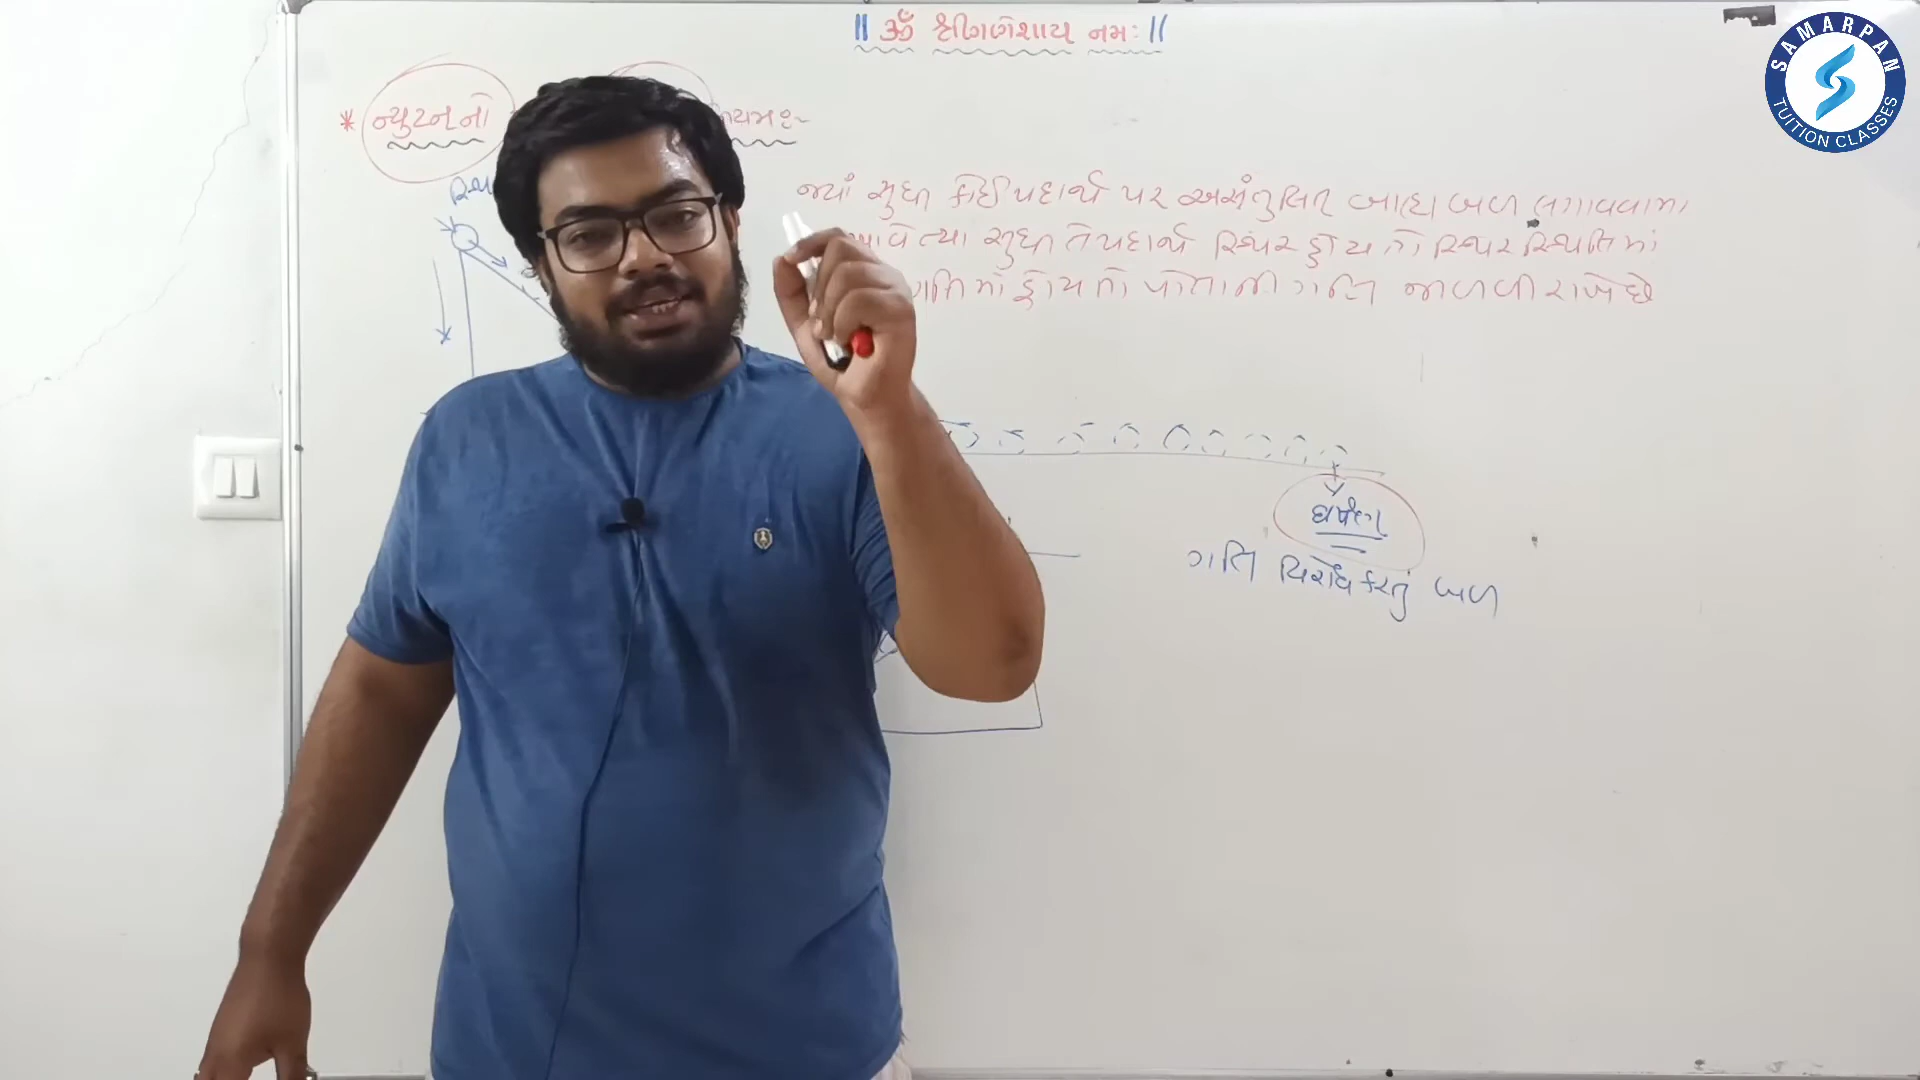 ॥ ૐ શ્રીગણેશાય નમઃ ॥
* ન્યુટનનો
જ્યાં સુધી કોઈ પદાર્થ પર અસંતુલિત બાહ્ય બળ લગાવવામાં
આવે ત્યા સુધી તે પદાર્થ સ્થિર હોય તો સ્થિર સ્થિતિમાં
ગતિમાં હોય તો પોતાની ગતિ જાળવી રાખે છે
ઘર્ષણ
ગતિ વિરોધ કરતું બળ
SAMARPAN
TUITION CLASSES